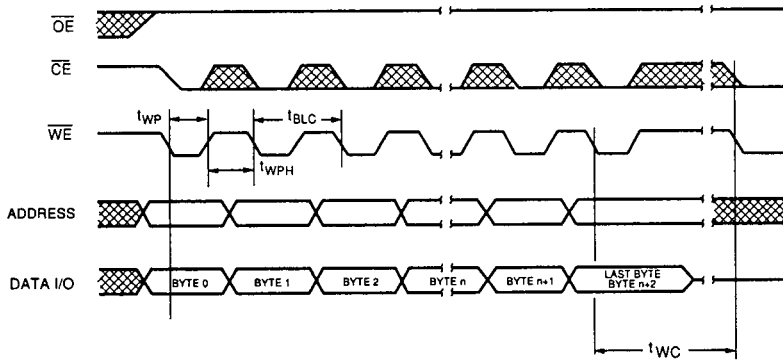 OE
CE
tWP
tBLC
WE
tWPH
ADDRESS
DATA I/O
BYTE 0
BYTE 1
BYTE 2
BYTE n
BYTE n+1
LAST BYTE
BYTE n+2
tWC